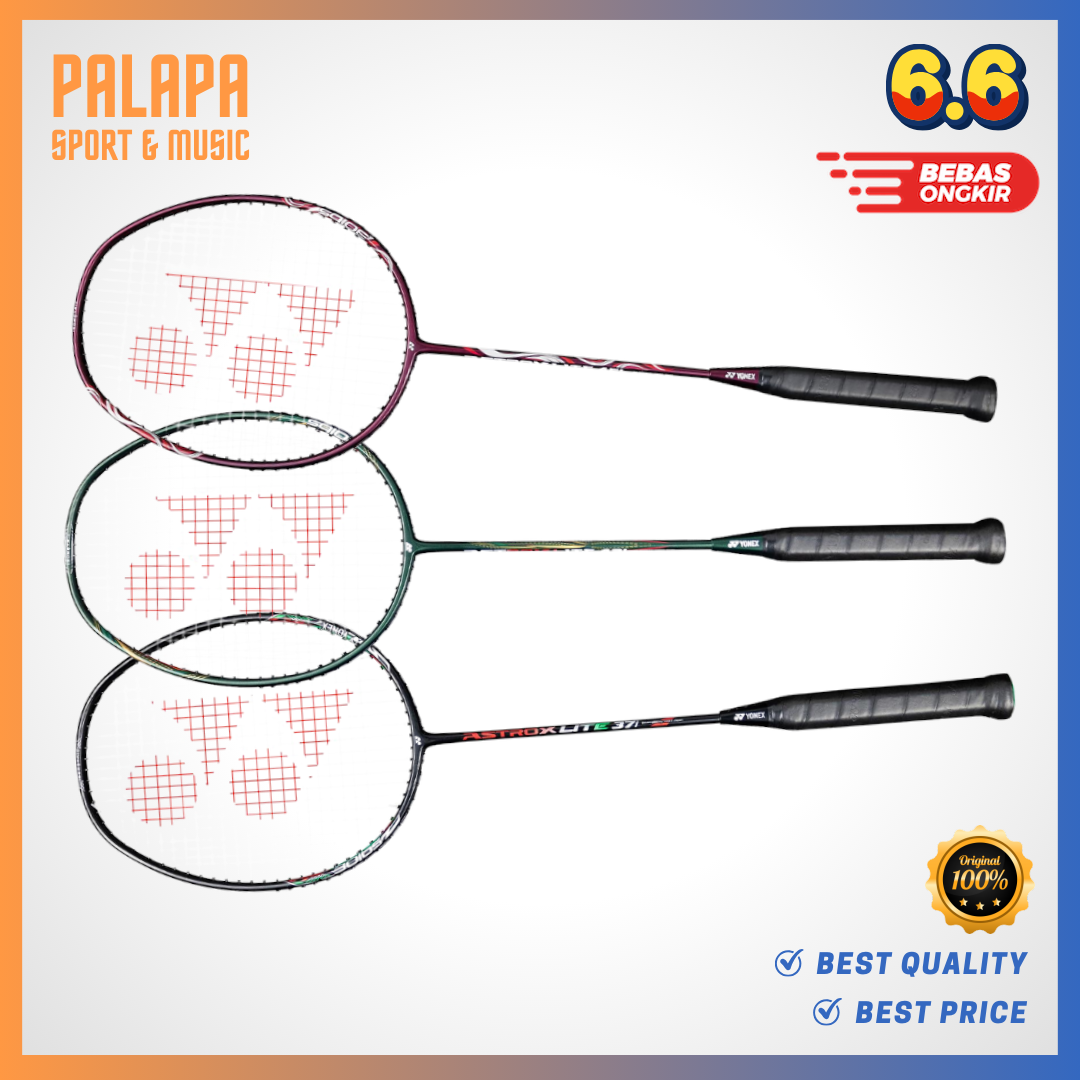 PALAPA
SPORT & MUSIC
6.6
BEBAS
ONGKIR
YONEX
YONEX
ASTROX LITE 37i
YONEX
Original
100%
BEST QUALITY
BEST PRICE